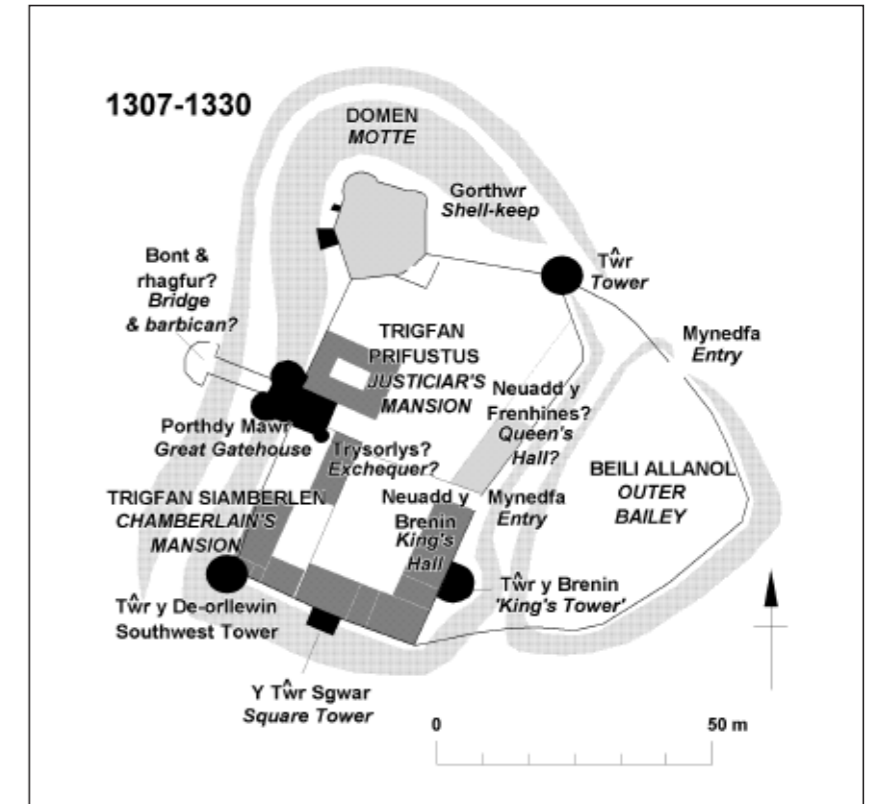 1307-1330
DOMEN
MOTTE
Gorthwr
Shell-keep
Bont &
rhagfur?
Bridge
& barbican?
Tŵr
Tower
Mynedfa
Entry
TRIGFAN
PRIFUSTUS
JUSTICIAR'S
MANSION
Neuadd y
Frenhines?
Queen's
Hall?
Porthdy Mawr
Great Gatehouse
Trysorlys?
Exchequer?
BEILI ALLANOL
OUTER
BAILEY
TRIGFAN SIAMBERLEN
CHAMBERLAIN'S
MANSION
Neuadd y
Brenin
King's
Hall
Mynedfa
Entry
Tŵr y Brenin
'King's Tower'
Tŵr y De-orllewin
Southwest Tower
Y Tŵr Sgwar
Square Tower
0 50 m